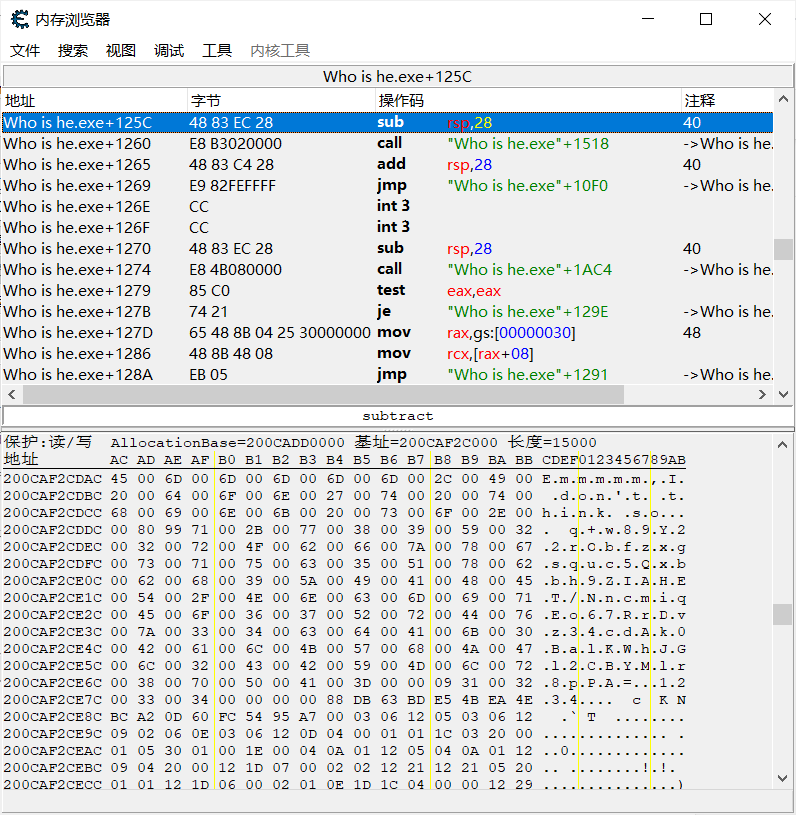 内存浏览器
文件 搜索 视图 调试 工具 内核工具
Who is he.exe+125C
地址 字节 操作码 注释
Who is he.exe+125C 48 83 EC 28 sub rsp,28 40
Who is he.exe+1260 E8 B3020000 call "Who is he.exe"+1518 ->Who is he.
Who is he.exe+1265 48 83 C4 28 add rsp,28 40
Who is he.exe+1269 E9 82FEFFFF jmp "Who is he.exe"+10F0 ->Who is he.
Who is he.exe+126E CC int 3
Who is he.exe+126F CC int 3
Who is he.exe+1270 48 83 EC 28 sub rsp,28 40
Who is he.exe+1274 E8 4B080000 call "Who is he.exe"+1AC4 ->Who is he.
Who is he.exe+1279 85 C0 test eax,eax
Who is he.exe+127B 74 21 je "Who is he.exe"+129E ->Who is he.
Who is he.exe+127D 65 48 8B 04 25 30000000 mov rax,gs:[00000030] 48
Who is he.exe+1286 48 8B 48 08 mov rcx,[rax+08]
Who is he.exe+128A EB 05 jmp "Who is he.exe"+1291 ->Who is he.
subtract
保护:读/写 AllocationBase=200CADD0000 基址=200CAF2C000 长度=15000
地址 AC AD AE AF B0 B1 B2 B3 B4 B5 B6 B7 B8 B9 BA BB CDEF0123456789AB
200CAF2CDAC 45 00 6D 00 6D 00 6D 00 6D 00 6D 00 2C 00 49 00 E.m.m.m.m.m.,.I.
200CAF2CDBC 20 00 64 00 6F 00 6E 00 27 00 74 00 20 00 74 00 .d.o.n.'.t. .t.
200CAF2CDCC 68 00 69 00 6E 00 6B 00 20 00 73 00 6F 00 2E 00 h.i.n.k. .s.o...
200CAF2CDDC 00 80 99 71 00 2B 00 77 00 38 00 39 00 59 00 32 . q.+.w.8.9.Y.2
200CAF2CDEC 00 32 00 72 00 4F 00 62 00 66 00 7A 00 78 00 67 .2.r.O.b.f.z.x.g
200CAF2CDFC 00 73 00 71 00 75 00 63 00 35 00 51 00 78 00 62 .s.q.u.c.5.Q.x.b
200CAF2CE0C 00 62 00 68 00 39 00 5A 00 49 00 41 00 48 00 45 .b.h.9.Z.I.A.H.E
200CAF2CE1C 00 54 00 2F 00 4E 00 6E 00 63 00 6D 00 69 00 71 .T./.N.n.c.m.i.q
200CAF2CE2C 00 45 00 6F 00 36 00 37 00 52 00 72 00 44 00 76 .E.o.6.7.R.r.D.v
200CAF2CE3C 00 7A 00 33 00 34 00 63 00 64 00 41 00 6B 00 30 .z.3.4.c.d.A.k.0
200CAF2CE4C 00 42 00 61 00 6C 00 4B 00 57 00 68 00 4A 00 47 .B.a.l.K.W.h.J.G
200CAF2CE5C 00 6C 00 32 00 43 00 42 00 59 00 4D 00 6C 00 72 .l.2.C.B.Y.M.l.r
200CAF2CE6C 00 38 00 70 00 50 00 41 00 3D 00 00 09 31 00 32 .8.p.P.A.=...1.2
200CAF2CE7C 00 33 00 34 00 00 00 00 88 DB 63 BD E5 4B EA 4E .3.4.... c KN
200CAF2CE8C BC A2 0D 60 FC 54 95 A7 00 03 06 12 05 03 06 12 .` T ........
200CAF2CE9C 09 02 06 0E 03 06 12 0D 04 00 01 01 1C 03 20 00 .............. .
200CAF2CEAC 01 05 30 01 00 1E 00 04 0A 01 12 05 04 0A 01 12 ..0.............
200CAF2CEBC 09 04 20 00 12 1D 07 00 02 02 12 21 12 21 05 20 .. ........!.!.
200CAF2CECC 01 01 12 1D 06 00 02 01 0E 1D 1C 04 00 00 12 29 ...............)